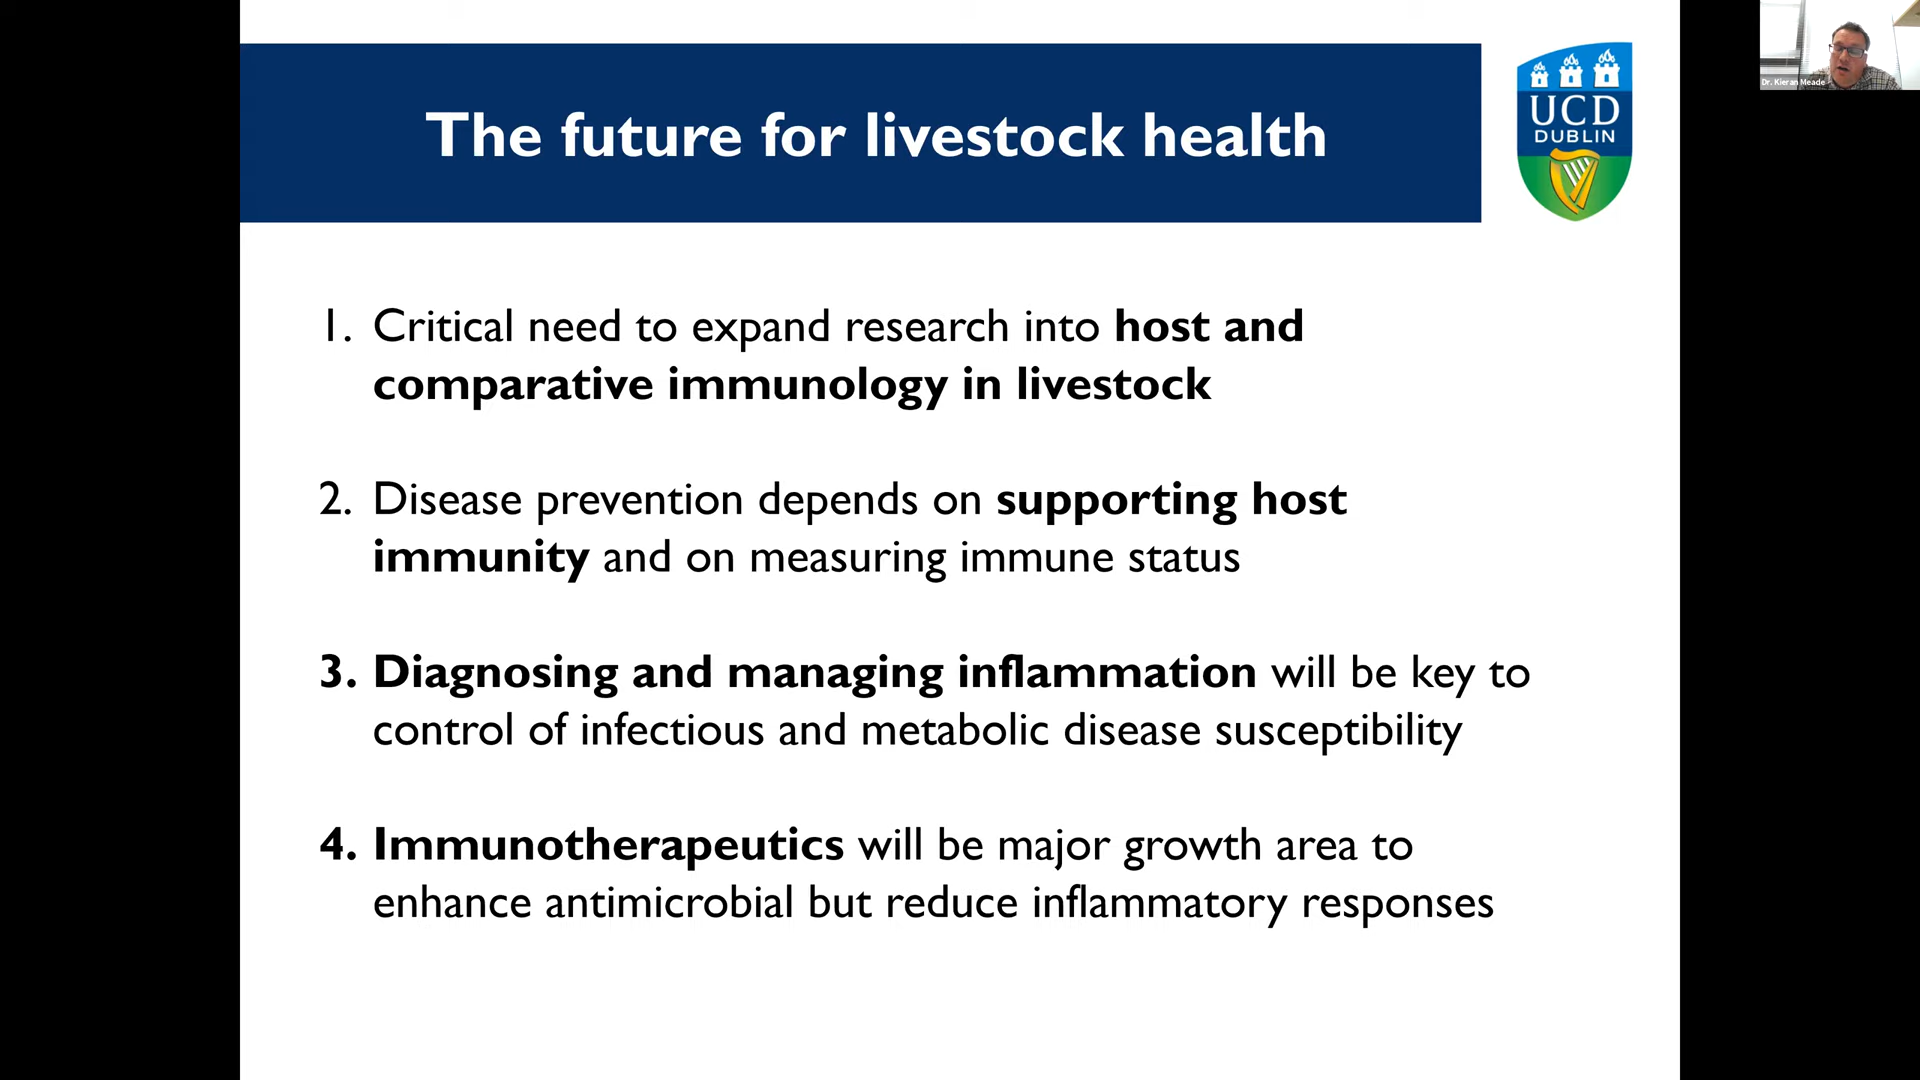 The future for livestock health
UCD
DUBLIN
Dr. Kieran Meade
1. Critical need to expand research into host and
comparative immunology in livestock
2. Disease prevention depends on supporting host
immunity and on measuring immune status
3. Diagnosing and managing inflammation will be key to
control of infectious and metabolic disease susceptibility
4. Immunotherapeutics will be major growth area to
enhance antimicrobial but reduce inflammatory responses